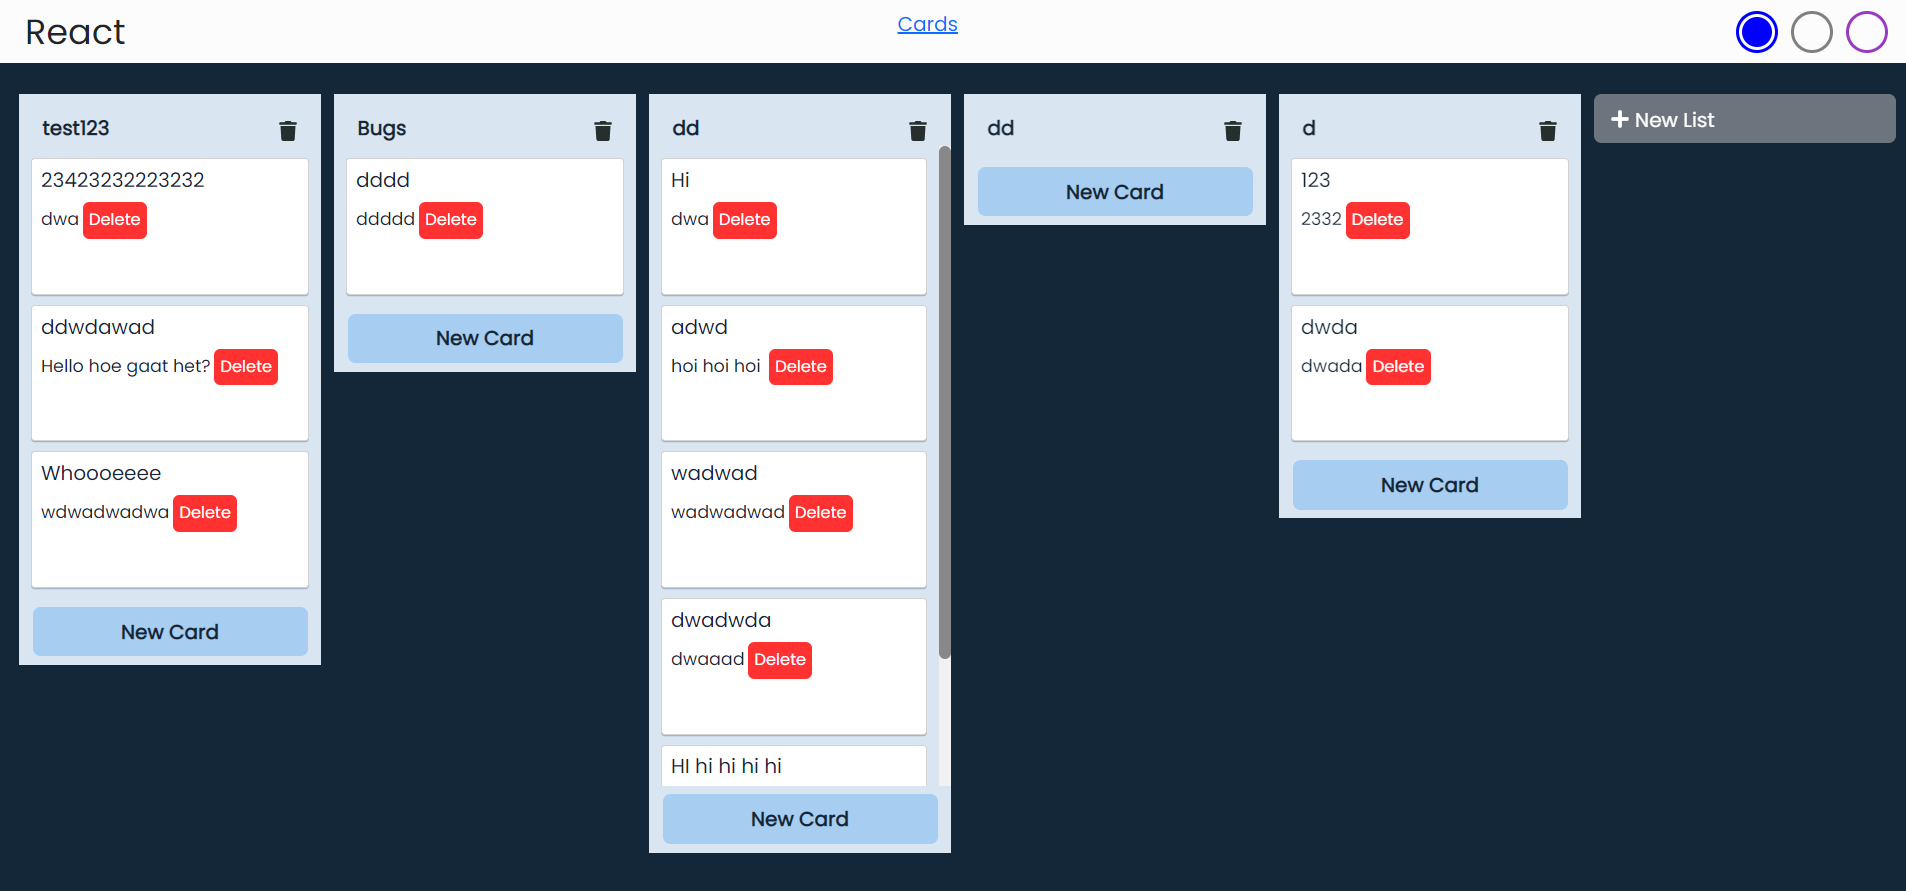 React
Cards
test123
23423232223232
dwa Delete
ddwdawad
Hello hoe gaat het? Delete
Whoooeeee
wdwadwadwa Delete
New Card
Bugs
dddd
ddddd Delete
New Card
dd
Hi
dwa Delete
adwd
hoi hoi hoi Delete
wadwad
wadwadwad Delete
dwadwda
dwaaad Delete
HI hi hi hi hi
New Card
dd
New Card
d
123
2332 Delete
dwda
dwada Delete
New Card
New List